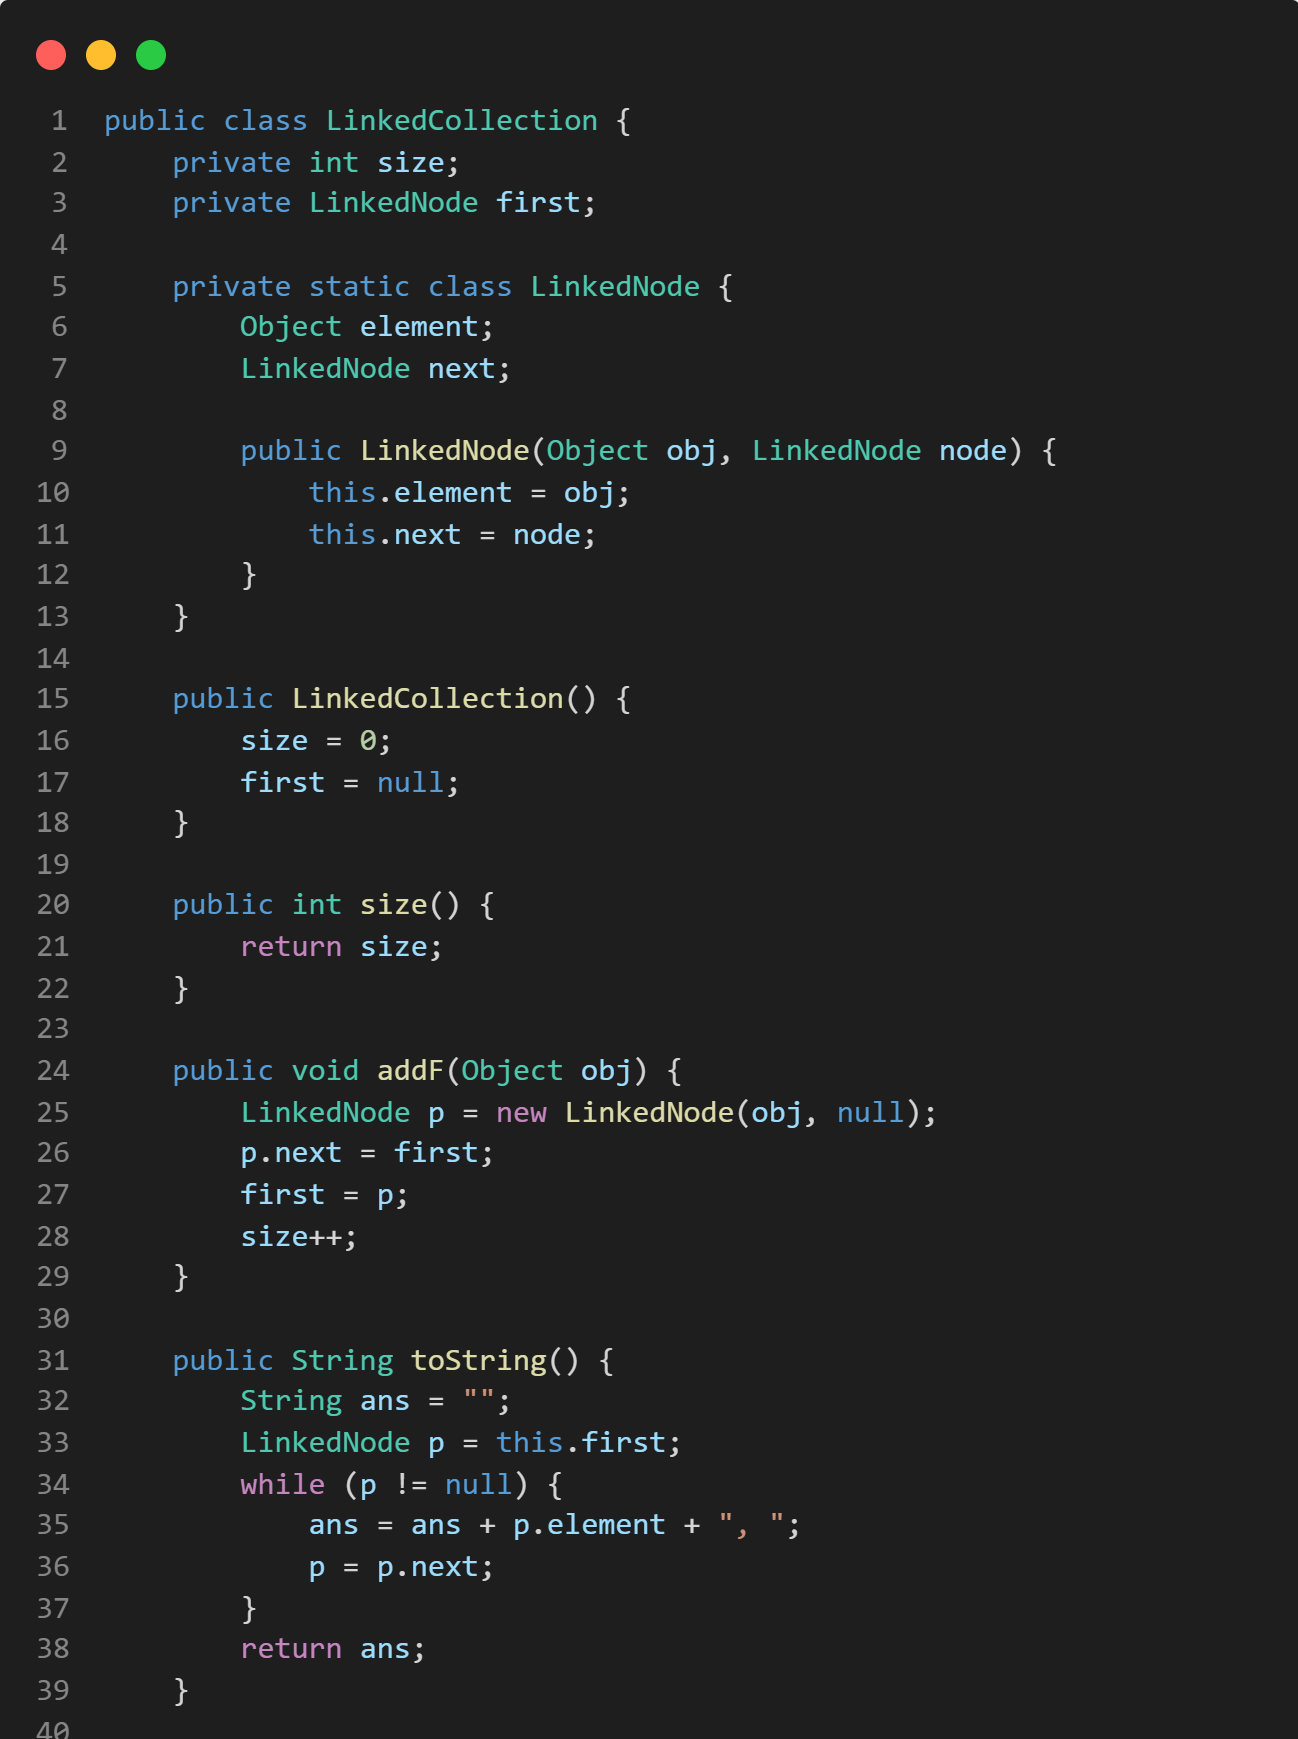 1 public class LinkedCollection {
2     private int size;
3     private LinkedNode first;
4
5     private static class LinkedNode {
6         Object element;
7         LinkedNode next;
8
9         public LinkedNode(Object obj, LinkedNode node) {
10             this.element = obj;
11             this.next = node;
12         }
13     }
14
15     public LinkedCollection() {
16         size = 0;
17         first = null;
18     }
19
20     public int size() {
21         return size;
22     }
23
24     public void addF(Object obj) {
25         LinkedNode p = new LinkedNode(obj, null);
26         p.next = first;
27         first = p;
28         size++;
29     }
30
31     public String toString() {
32         String ans = "";
33         LinkedNode p = this.first;
34         while (p != null) {
35             ans = ans + p.element + ", ";
36             p = p.next;
37         }
38         return ans;
39     }
40